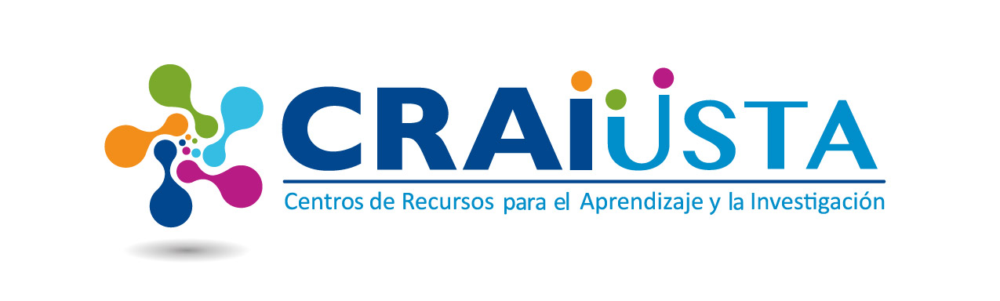 CRAIUSTA
Centros de Recursos para el Aprendizaje y la Investigación